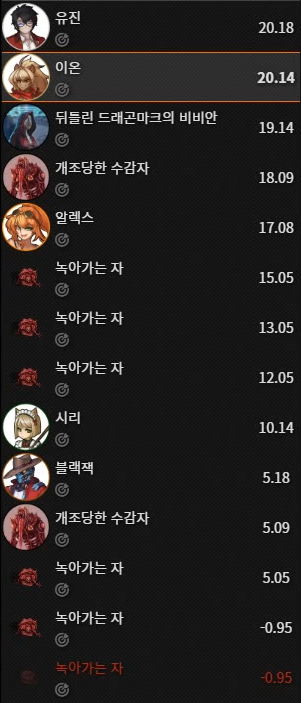 유진
20.18
이온
20.14
뒤틀린 드래곤마크의 비비안
19.14
개조당한 수감자
18.09
알렉스
17.08
녹아가는 자
15.05
녹아가는 자
13.05
녹아가는 자
12.05
시리
10.14
블랙잭
5.18
개조당한 수감자
5.09
녹아가는 자
5.05
녹아가는 자
-0.95
녹아가는 자
-0.95